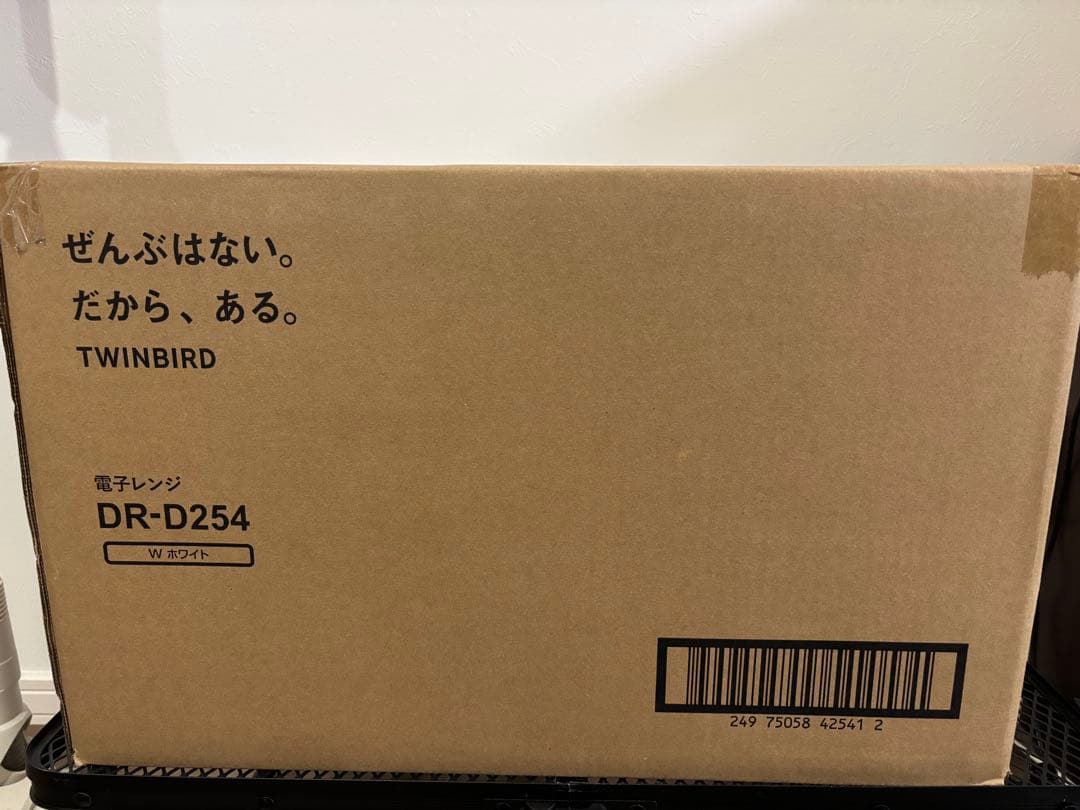 ぜんぶはない。
だから、ある。
TWINBIRD
電子レンジ
DR-D254
W ホワイト
249 75058 42541 2